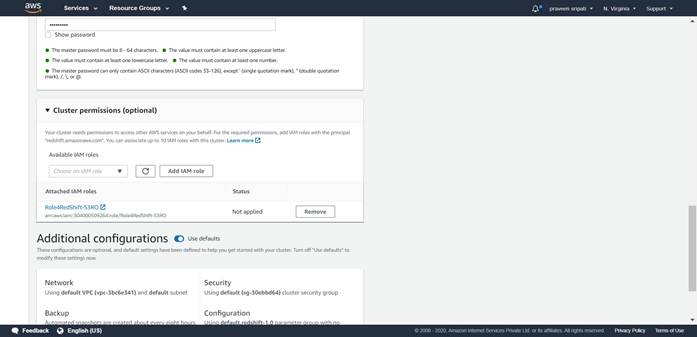 aws
Services
Resource Groups
praveen sripati
N. Virginia
Support
•••••••••
Show password
The master password must be 8 - 64 characters. The value must contain at least one uppercase letter.
The value must contain at least one lowercase letter. The value must contain at least one number.
The master password can only contain ASCII characters (ASCII codes 33-126), except ' (single quotation mark), " (double quotation
mark), /, \, or @.
Cluster permissions (optional)
Your cluster needs permissions to access other AWS services on your behalf. For the required permissions, add IAM roles with the principal
"redshift.amazonaws.com". You can associate up to 10 IAM roles with this cluster. Learn more
Available IAM roles
Choose an IAM role
Add IAM role
Attached IAM roles
Status
Role4RedShift-S3RO
arn:aws:iam::304000509264:role/Role4RedShift-S3RO
Not applied
Remove
Additional configurations
Use defaults
These configurations are optional, and default settings have been defined to help you get started with your cluster. Turn off "Use defaults" to
modify these settings now.
Network
Using default VPC (vpc-3bc6e341) and default subnet
Security
Using default (sg-30ebbd64) cluster security group
Backup
Automated snapshots are created about every eight hours
Configuration
Using default.redshift-1.0 parameter group with no
Feedback
English (US)
© 2008 - 2020, Amazon Internet Services Private Ltd. or its affiliates. All rights reserved.
Privacy Policy
Terms of Use